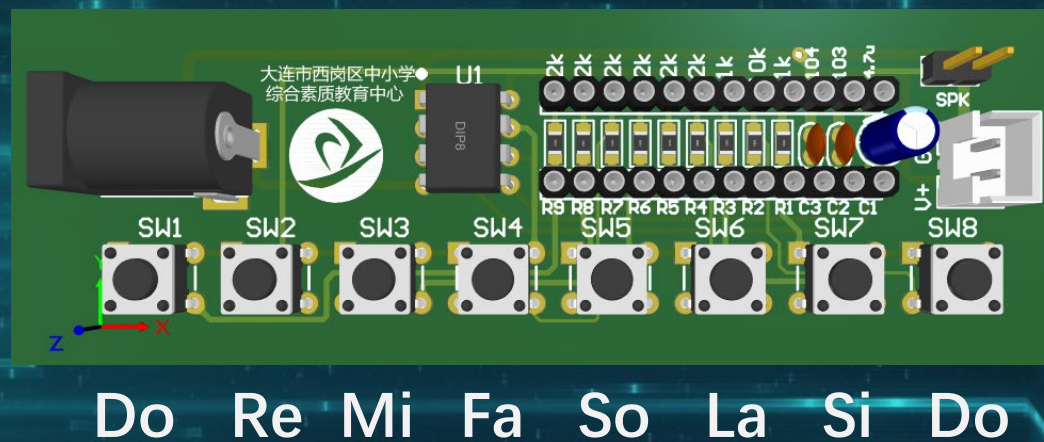 大连市西岗区中小学
综合素质教育中心
U1
DIP8
2k 2k 2k 2k 2k 2k 1k 0k 1k 104 103 4.7u
SPK
V+ G
R9 R8 R7 R6 R5 R4 R3 R2 R1 C3 C2 C1
SW1 SW2 SW3 SW4 SW5 SW6 SW7 SW8
Y
X
Z
Do Re Mi Fa So La Si Do